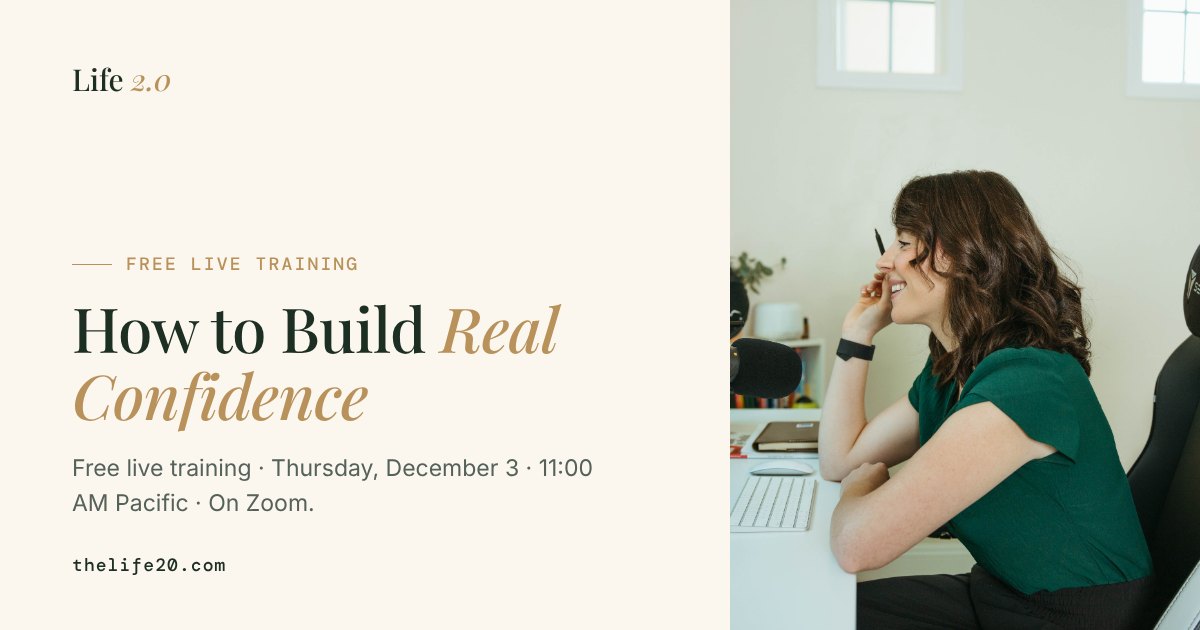 Life 2.0
FREE LIVE TRAINING
How to Build Real
Confidence
Free live training · Thursday, December 3 · 11:00
AM Pacific · On Zoom.
thelife20.com